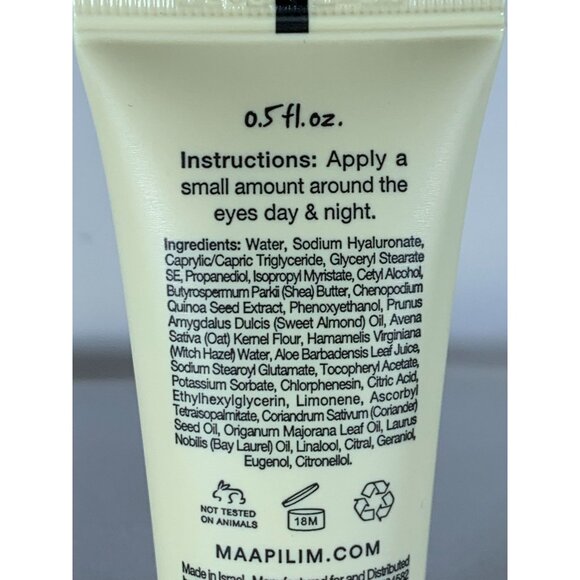 0.5 fl.oz.
Instructions: Apply a
small amount around the
eyes day & night.
Ingredients: Water, Sodium Hyaluronate,
Caprylic/Capric Triglyceride, Glyceryl Stearate
SE, Propanediol, Isopropyl Myristate, Cetyl Alcohol,
Butyrospermum Parkii (Shea) Butter, Chenopodium
Quinoa Seed Extract, Phenoxyethanol, Prunus
Amygdalus Dulcis (Sweet Almond) Oil, Avena
Sativa (Oat) Kernel Flour, Hamamelis Virginiana
(Witch Hazel) Water, Aloe Barbadensis Leaf Juice,
Sodium Stearoyl Glutamate, Tocopheryl Acetate,
Potassium Sorbate, Chlorphenesin, Citric Acid,
Ethylhexylglycerin, Limonene, Ascorbyl
Tetraisopalmitate, Coriandrum Sativum (Coriander)
Seed Oil, Origanum Majorana Leaf Oil, Laurus
Nobilis (Bay Laurel) Oil, Linalool, Citral, Geraniol,
Eugenol, Citronellol.
NOT TESTED
ON ANIMALS
18M
MAAPILIM.COM
Made in Israel - Manufactured for and Distributed